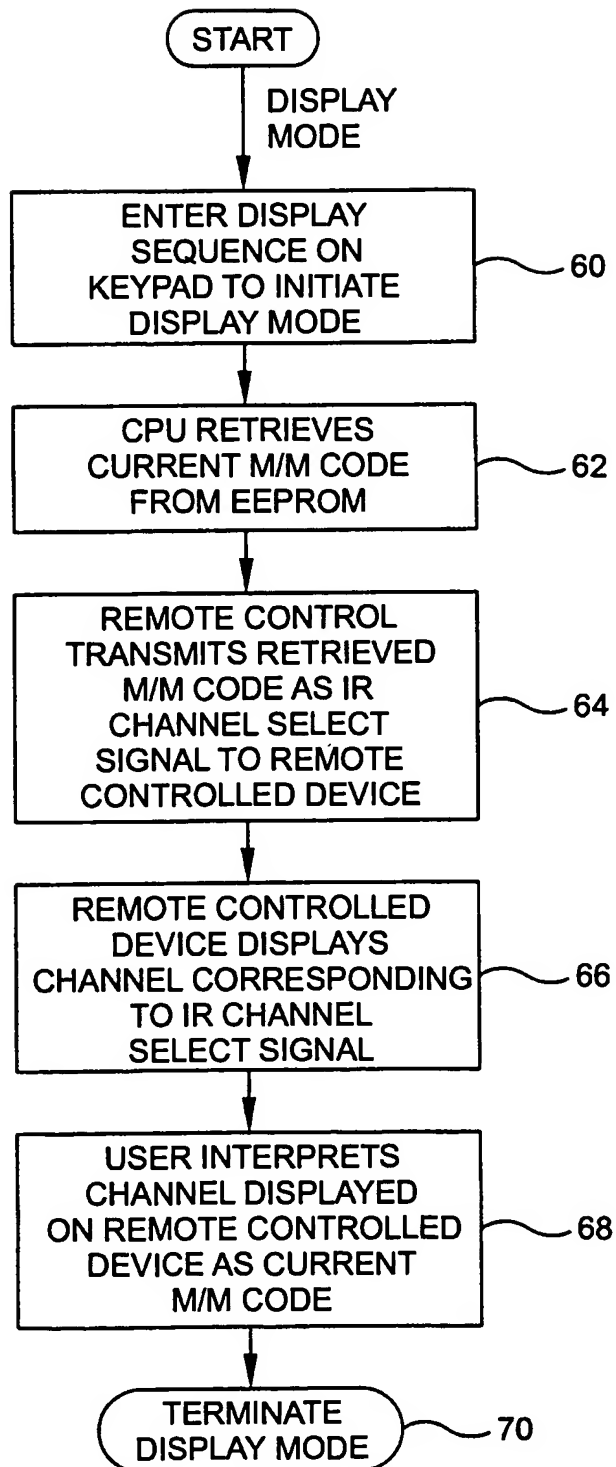 START
DISPLAY
MODE
ENTER DISPLAY
SEQUENCE ON
KEYPAD TO INITIATE
DISPLAY MODE
60
CPU RETRIEVES
CURRENT M/M CODE
FROM EEPROM
62
REMOTE CONTROL
TRANSMITS RETRIEVED
M/M CODE AS IR
CHANNEL SELECT
SIGNAL TO REMOTE
CONTROLLED DEVICE
64
REMOTE CONTROLLED
DEVICE DISPLAYS
CHANNEL CORRESPONDING
TO IR CHANNEL
SELECT SIGNAL
66
USER INTERPRETS
CHANNEL DISPLAYED
ON REMOTE CONTROLLED
DEVICE AS CURRENT
M/M CODE
68
TERMINATE
DISPLAY MODE
70